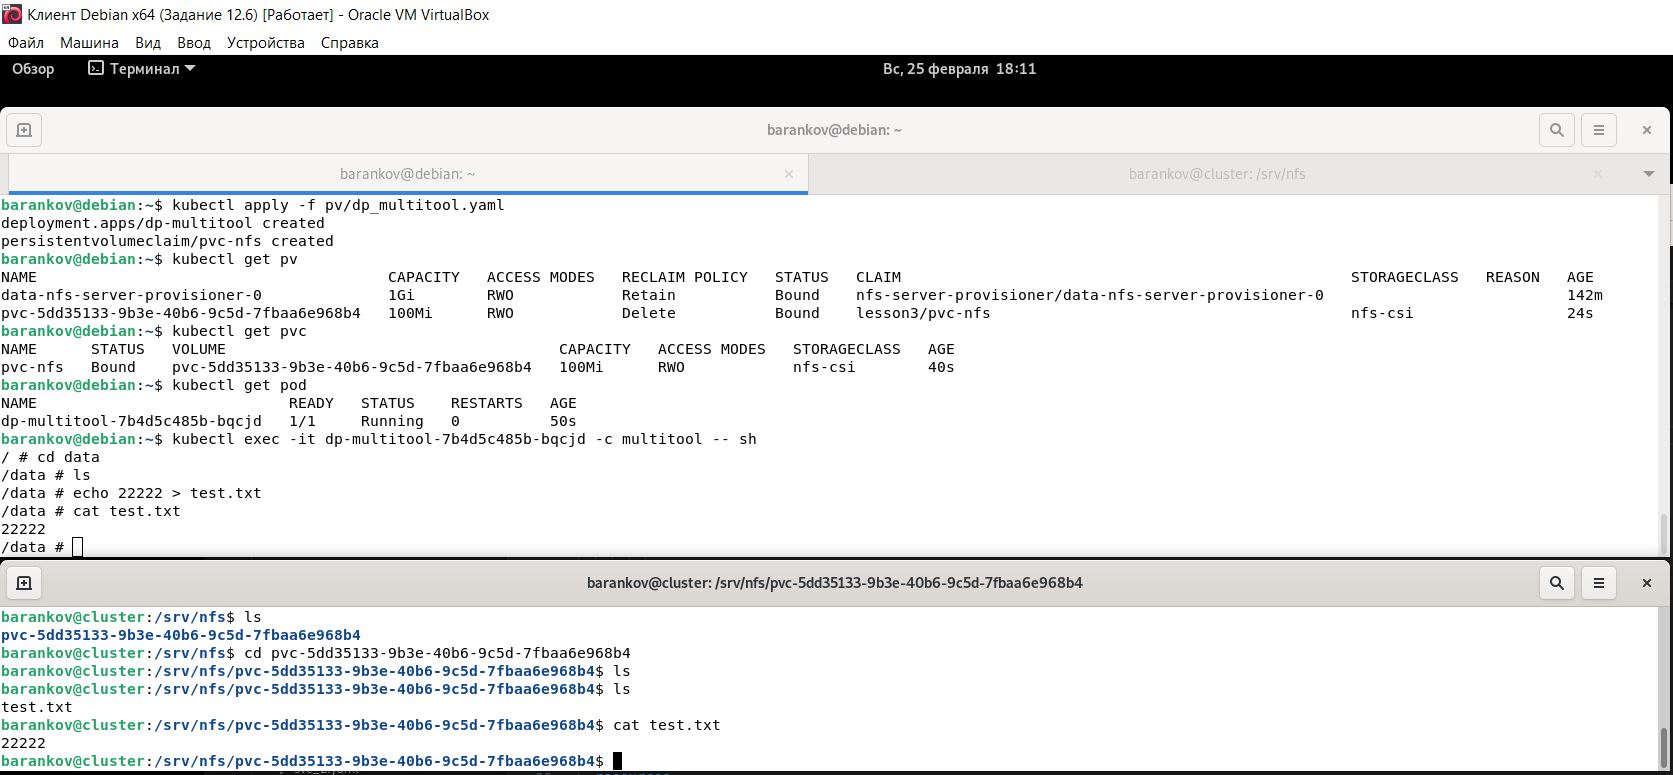 Клиент Debian x64 (Задание 12.6) [Работает] - Oracle VM VirtualBox
Файл Машина Вид Ввод Устройства Справка
Обзор Терминал Вс, 25 февраля 18:11
barankov@debian: ~
barankov@debian: ~ barankov@cluster: /srv/nfs
barankov@debian:~$ kubectl apply -f pv/dp_multitool.yaml
deployment.apps/dp-multitool created
persistentvolumeclaim/pvc-nfs created
barankov@debian:~$ kubectl get pv
NAME CAPACITY ACCESS MODES RECLAIM POLICY STATUS CLAIM STORAGECLASS REASON AGE
data-nfs-server-provisioner-0 1Gi RWO Retain Bound nfs-server-provisioner/data-nfs-server-provisioner-0 142m
pvc-5dd35133-9b3e-40b6-9c5d-7fbaa6e968b4 100Mi RWO Delete Bound lesson3/pvc-nfs nfs-csi 24s
barankov@debian:~$ kubectl get pvc
NAME STATUS VOLUME CAPACITY ACCESS MODES STORAGECLASS AGE
pvc-nfs Bound pvc-5dd35133-9b3e-40b6-9c5d-7fbaa6e968b4 100Mi RWO nfs-csi 40s
barankov@debian:~$ kubectl get pod
NAME READY STATUS RESTARTS AGE
dp-multitool-7b4d5c485b-bqcjd 1/1 Running 0 50s
barankov@debian:~$ kubectl exec -it dp-multitool-7b4d5c485b-bqcjd -c multitool -- sh
/ # cd data
/data # ls
/data # echo 22222 > test.txt
/data # cat test.txt
22222
/data #
barankov@cluster: /srv/nfs/pvc-5dd35133-9b3e-40b6-9c5d-7fbaa6e968b4
barankov@cluster:/srv/nfs$ ls
pvc-5dd35133-9b3e-40b6-9c5d-7fbaa6e968b4
barankov@cluster:/srv/nfs$ cd pvc-5dd35133-9b3e-40b6-9c5d-7fbaa6e968b4
barankov@cluster:/srv/nfs/pvc-5dd35133-9b3e-40b6-9c5d-7fbaa6e968b4$ ls
barankov@cluster:/srv/nfs/pvc-5dd35133-9b3e-40b6-9c5d-7fbaa6e968b4$ ls
test.txt
barankov@cluster:/srv/nfs/pvc-5dd35133-9b3e-40b6-9c5d-7fbaa6e968b4$ cat test.txt
22222
barankov@cluster:/srv/nfs/pvc-5dd35133-9b3e-40b6-9c5d-7fbaa6e968b4$